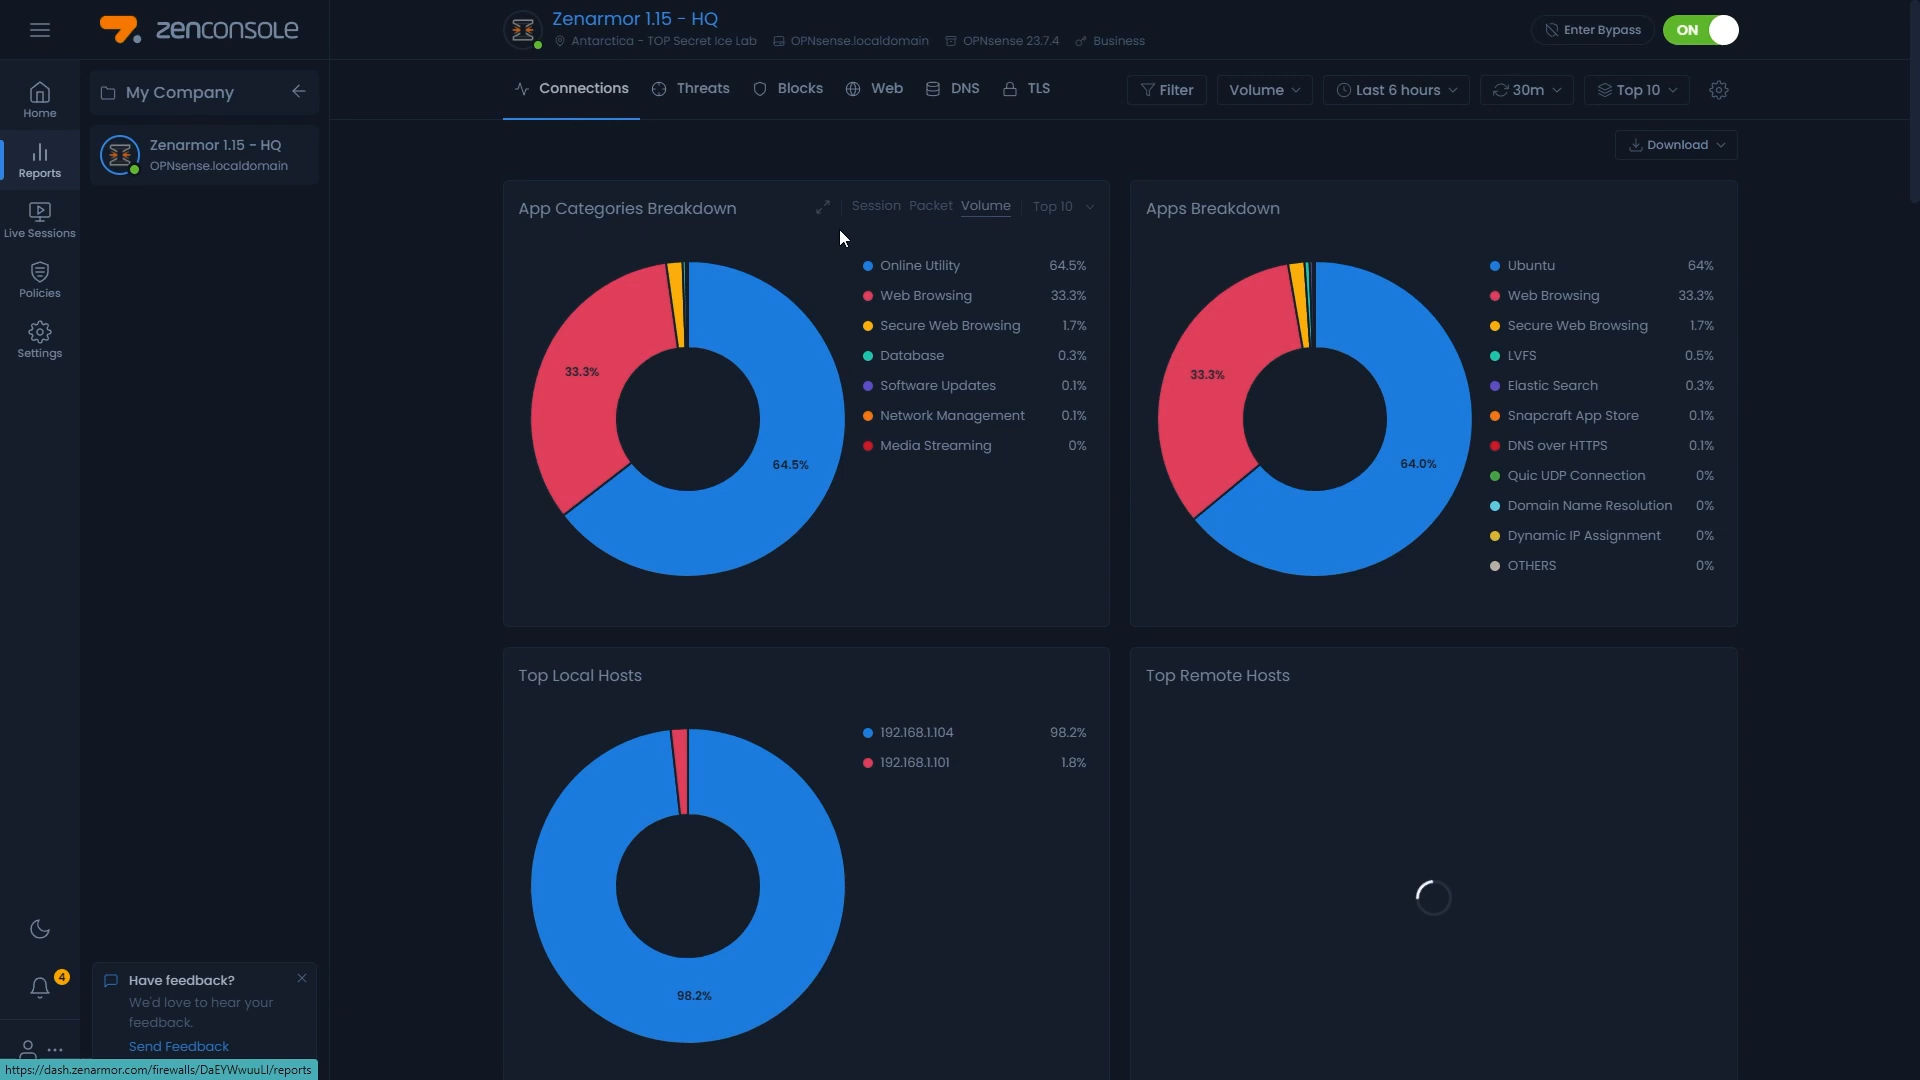 zenconsole
Zenarmor 1.15 - HQ
Antarctica - TOP Secret Ice Lab
OPNsense.localdomain
OPNsense 23.7.4
Business
Enter Bypass
ON
Home
Reports
Live Sessions
Policies
Settings
My Company
Zenarmor 1.15 - HQ
OPNsense.localdomain
Connections
Threats
Blocks
Web
DNS
TLS
Filter
Volume
Last 6 hours
30m
Top 10
Download
App Categories Breakdown
Session Packet Volume
Top 10
33.3%
64.5%
Online Utility 64.5%
Web Browsing 33.3%
Secure Web Browsing 1.7%
Database 0.3%
Software Updates 0.1%
Network Management 0.1%
Media Streaming 0%
Apps Breakdown
33.3%
64.0%
Ubuntu 64%
Web Browsing 33.3%
Secure Web Browsing 1.7%
LVFS 0.5%
Elastic Search 0.3%
Snapcraft App Store 0.1%
DNS over HTTPS 0.1%
Quic UDP Connection 0%
Domain Name Resolution 0%
Dynamic IP Assignment 0%
OTHERS 0%
Top Local Hosts
192.168.1.104 98.2%
192.168.1.101 1.8%
98.2%
Top Remote Hosts
4
Have feedback?
We'd love to hear your
feedback.
Send Feedback
https://dash.zenarmor.com/firewalls/DaEYWwuuLI/reports